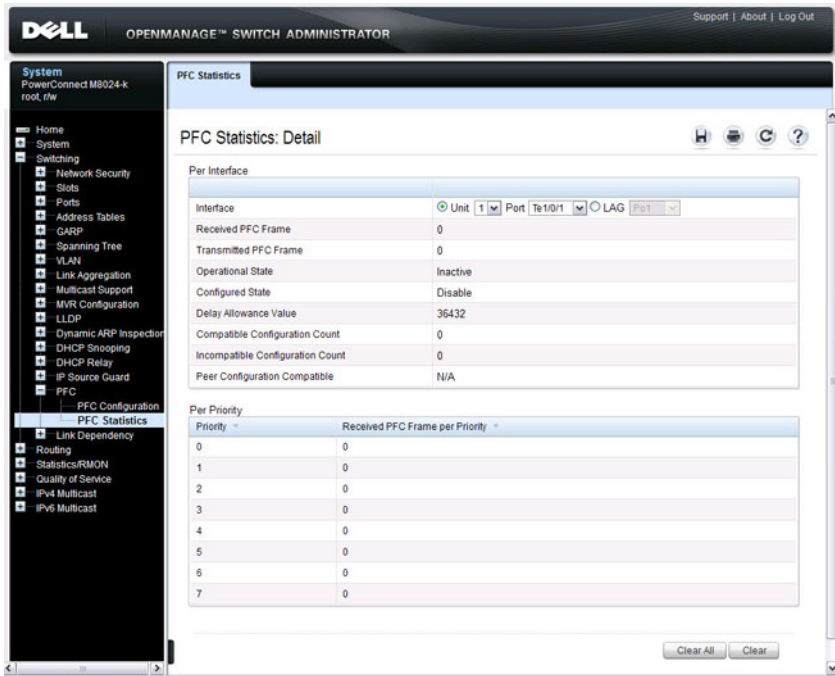 Support | About | Log Out
DELL OPENMANAGE™ SWITCH ADMINISTRATOR
System
PowerConnect M8024-k
root, r/w
PFC Statistics
Home
System
Switching
Network Security
Slots
Ports
Address Tables
GARP
Spanning Tree
VLAN
Link Aggregation
Multicast Support
MVR Configuration
LLDP
Dynamic ARP Inspection
DHCP Snooping
DHCP Relay
IP Source Guard
PFC
PFC Configuration
PFC Statistics
Link Dependency
Routing
Statistics/RMON
Quality of Service
IPv4 Multicast
IPv6 Multicast
PFC Statistics: Detail
C ?
Per Interface
Interface Unit 1 Port Te1/0/1 LAG Po1
Received PFC Frame 0
Transmitted PFC Frame 0
Operational State Inactive
Configured State Disable
Delay Allowance Value 36432
Compatible Configuration Count 0
Incompatible Configuration Count 0
Peer Configuration Compatible N/A
Per Priority
Priority Received PFC Frame per Priority
0 0
1 0
2 0
3 0
4 0
5 0
6 0
7 0
Clear All Clear